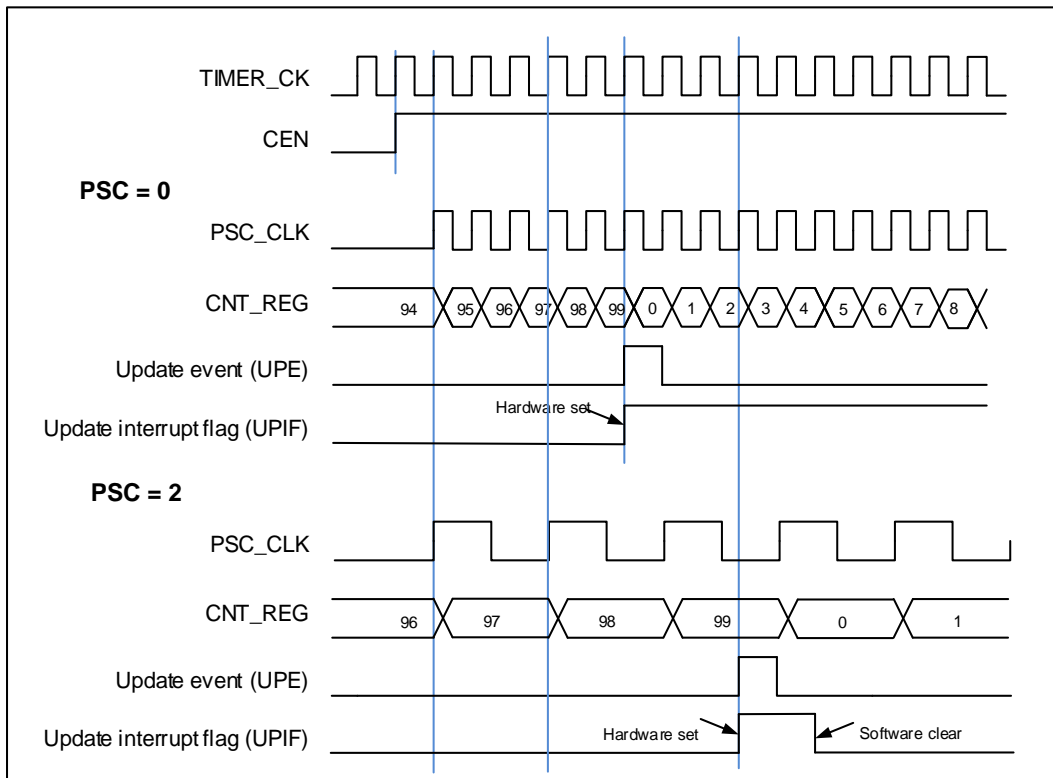 TIMER_CK
CEN
PSC = 0
PSC_CLK
CNT_REG 94 95 96 97 98 99 0 1 2 3 4 5 6 7 8
Update event (UPE)
Hardware set
Update interrupt flag (UPIF)
PSC = 2
PSC_CLK
CNT_REG 96 97 98 99 0 1
Update event (UPE)
Update interrupt flag (UPIF) Hardware set Software clear